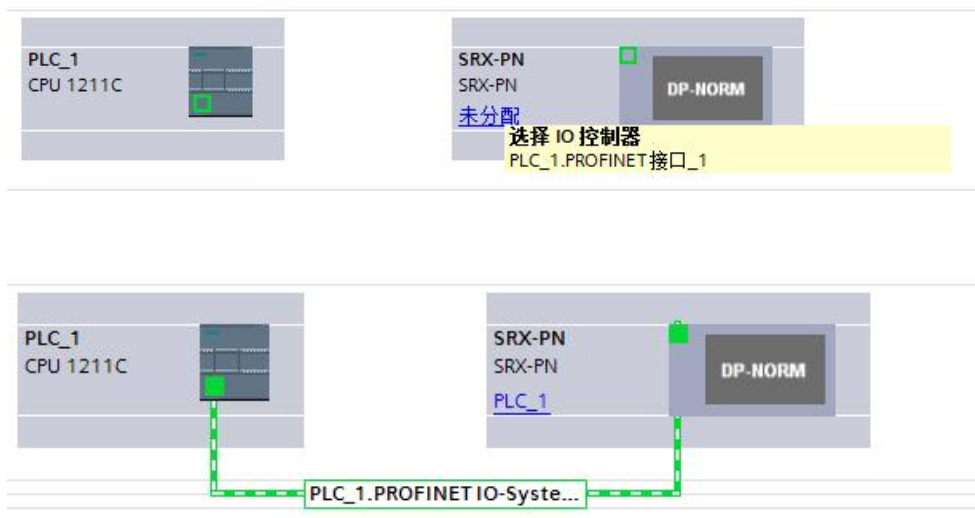 PLC_1
CPU 1211C
SRX-PN
SRX-PN
DP-NORM
未分配
选择 IO 控制器
PLC_1.PROFINET接口_1
PLC_1
CPU 1211C
SRX-PN
SRX-PN
DP-NORM
PLC_1
PLC_1.PROFINET IO-Syste...